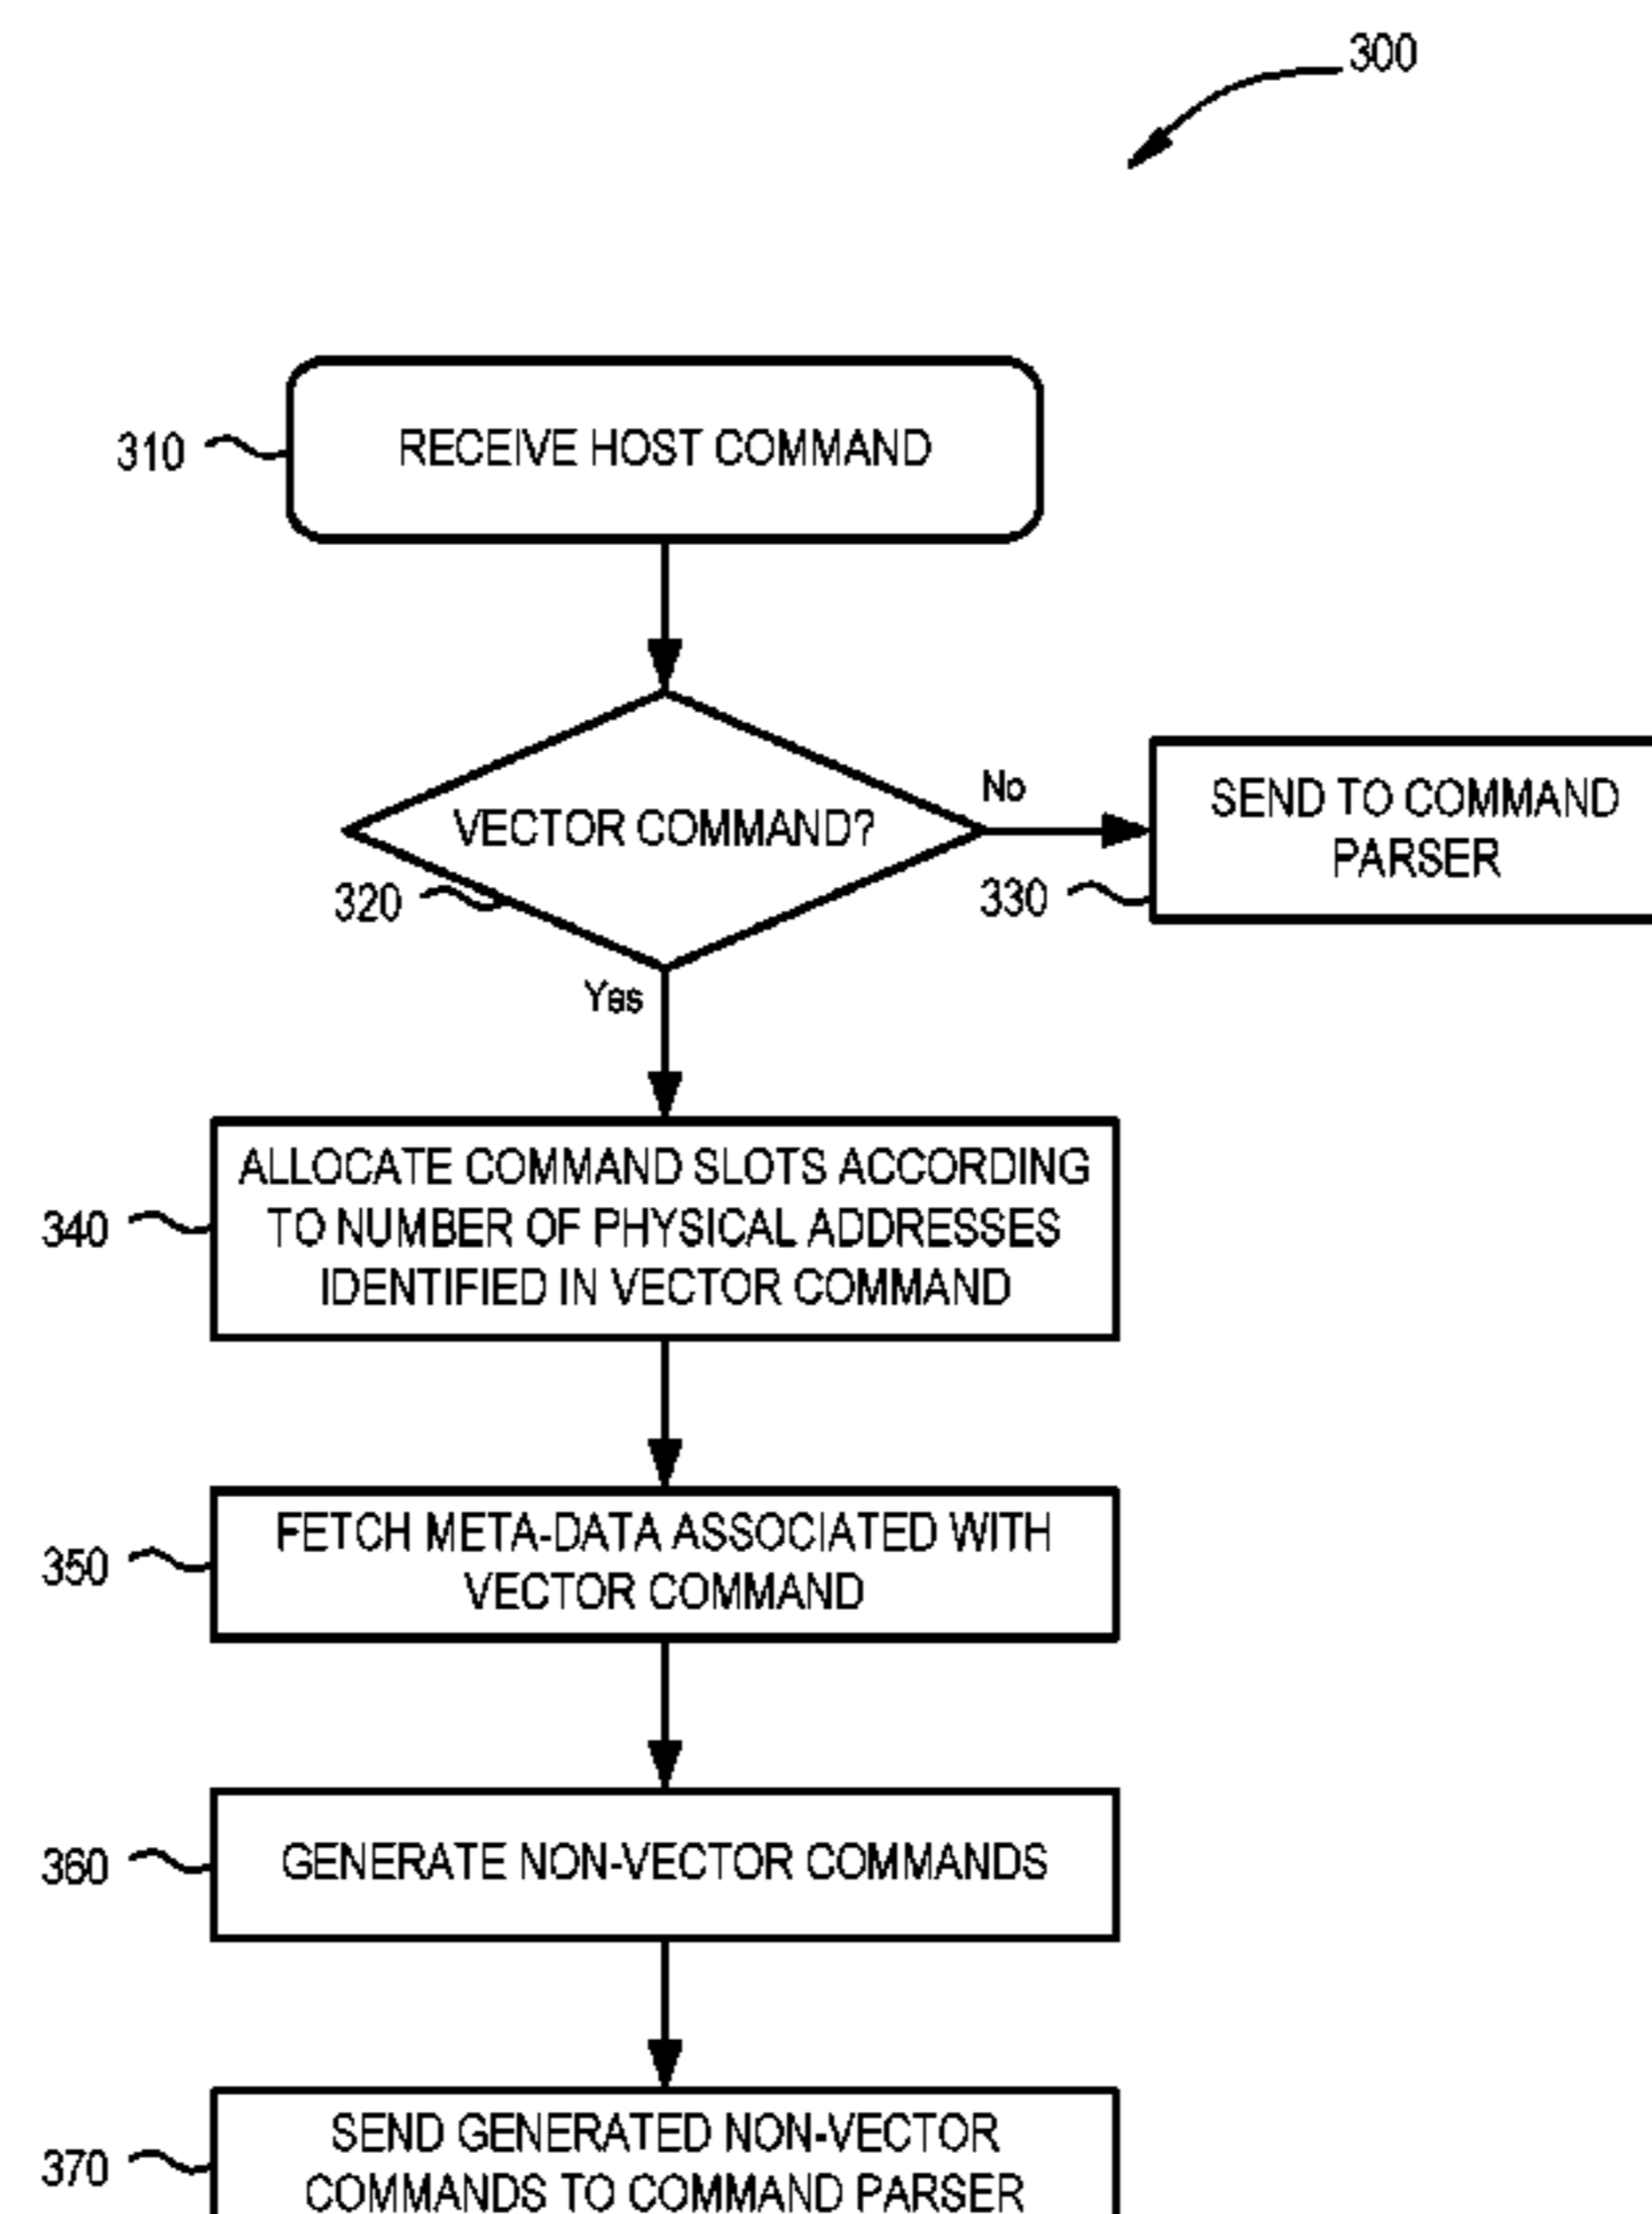 300
310
RECEIVE HOST COMMAND
VECTOR COMMAND?
320
No
330
SEND TO COMMAND
PARSER
Yes
340
ALLOCATE COMMAND SLOTS ACCORDING
TO NUMBER OF PHYSICAL ADDRESSES
IDENTIFIED IN VECTOR COMMAND
350
FETCH META-DATA ASSOCIATED WITH
VECTOR COMMAND
360
GENERATE NON-VECTOR COMMANDS
370
SEND GENERATED NON-VECTOR
COMMANDS TO COMMAND PARSER